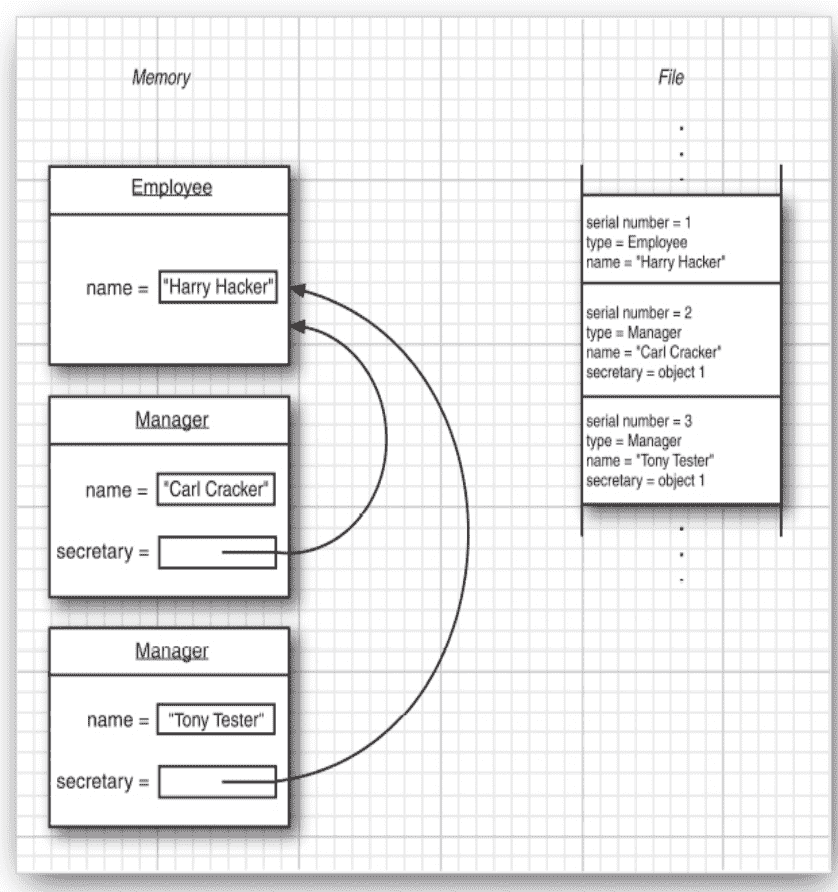 Memory
Employee
name = "Harry Hacker"
Manager
name = "Carl Cracker"
secretary =
Manager
name = "Tony Tester"
secretary =
File
serial number = 1
type = Employee
name = "Harry Hacker"
serial number = 2
type = Manager
name = "Carl Cracker"
secretary = object 1
serial number = 3
type = Manager
name = "Tony Tester"
secretary = object 1